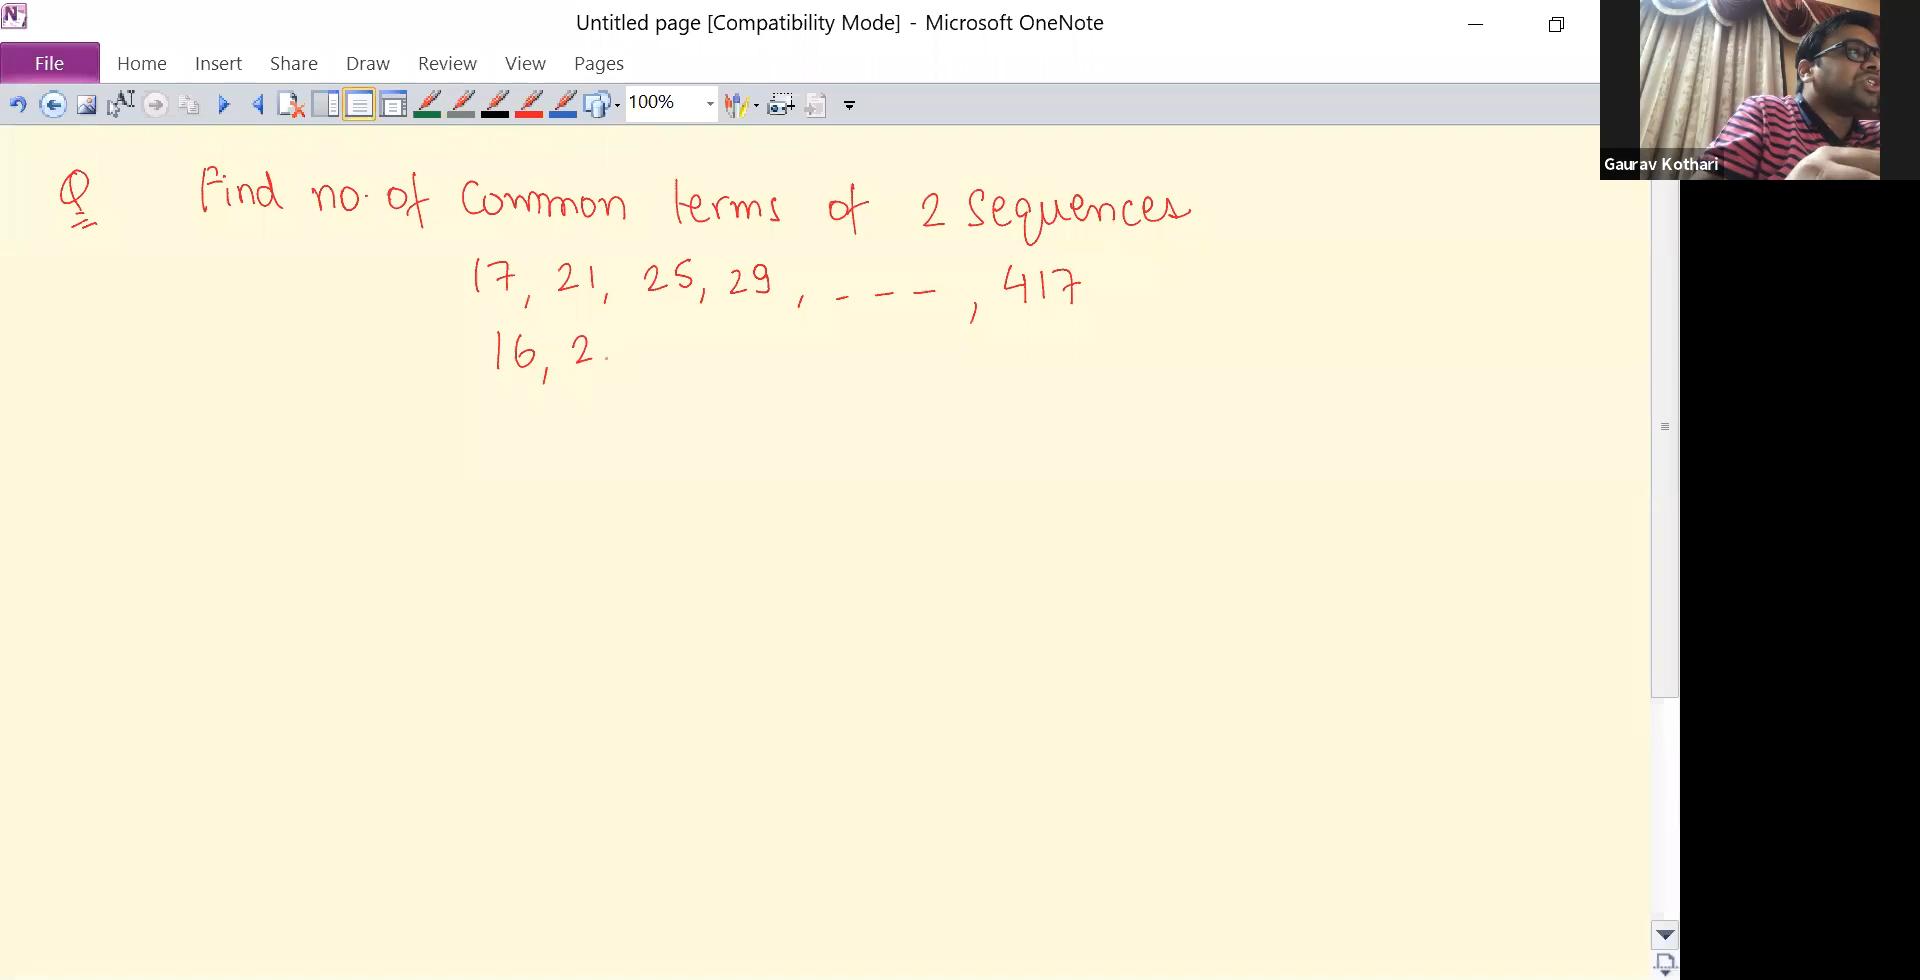 Untitled page [Compatibility Mode] - Microsoft OneNote
File Home Insert Share Draw Review View Pages
100%
Gaurav Kothari
Q Find no. of common terms of 2 sequences
17, 21, 25, 29, - - - , 417
16, 2